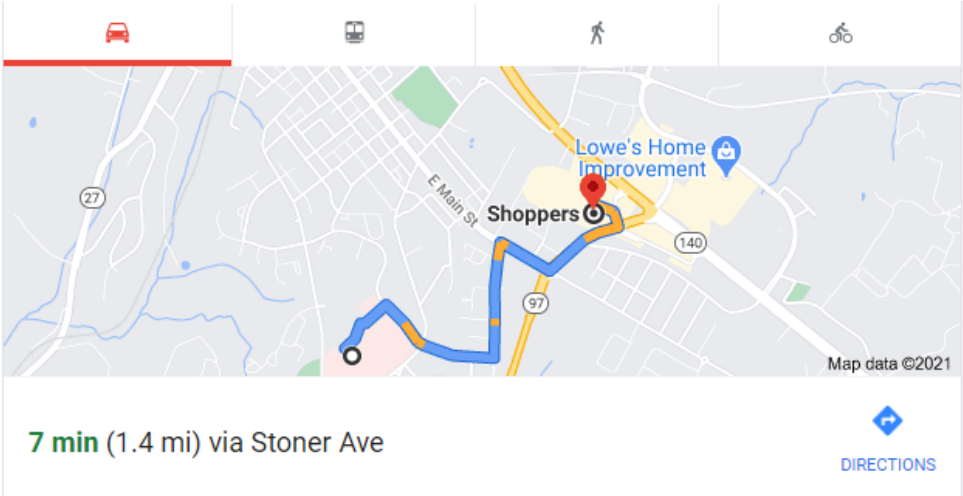 Lowe's Home
Improvement
27
E Main St
Shoppers
140
97
Map data ©2021
7 min (1.4 mi) via Stoner Ave
DIRECTIONS